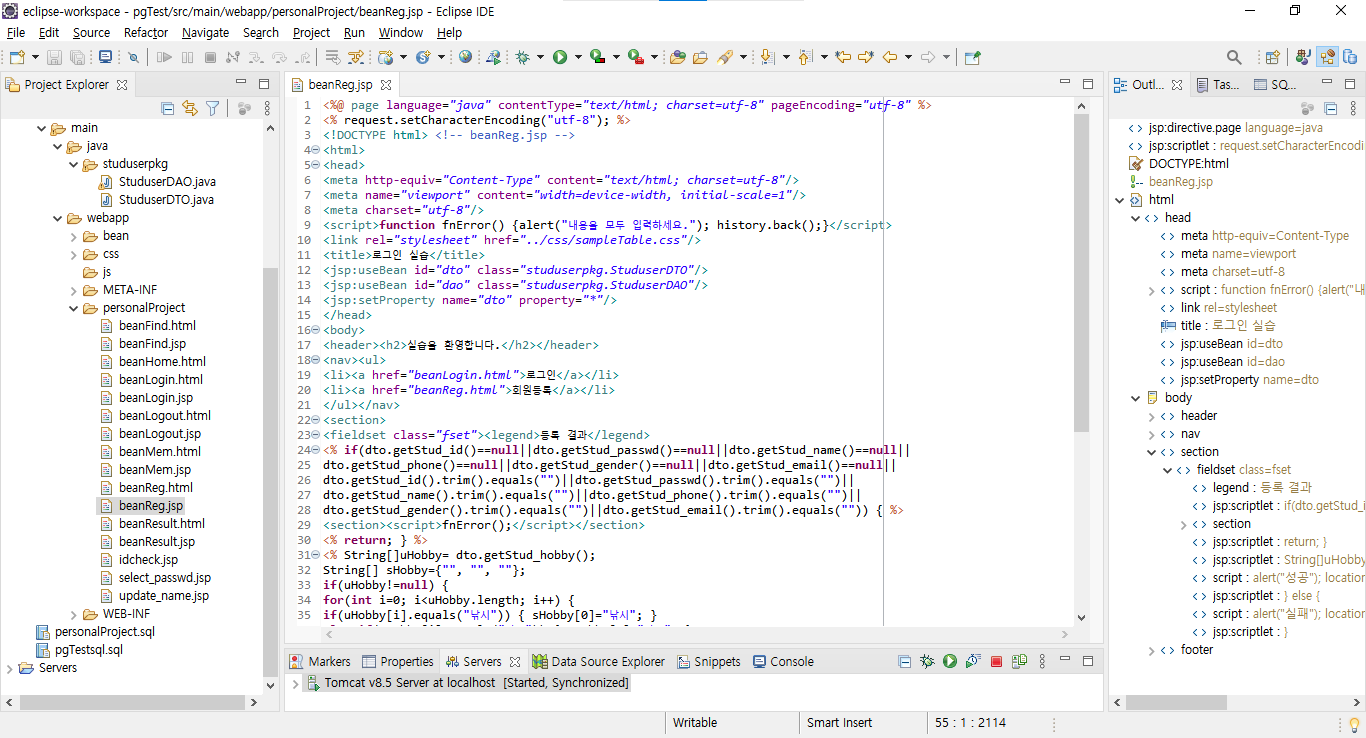 eclipse-workspace - pgTest/src/main/webapp/personalProject/beanReg.jsp - Eclipse IDE
File Edit Source Refactor Navigate Search Project Run Window Help
Project Explorer
main
java
studuserpkg
StuduserDAO.java
StuduserDTO.java
webapp
bean
css
js
META-INF
personalProject
beanFind.html
beanFind.jsp
beanHome.html
beanLogin.html
beanLogin.jsp
beanLogout.html
beanLogout.jsp
beanMem.html
beanMem.jsp
beanReg.html
beanReg.jsp
beanResult.html
beanResult.jsp
idcheck.jsp
select_passwd.jsp
update_name.jsp
WEB-INF
personalProject.sql
pgTestsql.sql
Servers
beanReg.jsp
1 <%@ page language="java" contentType="text/html; charset=utf-8" pageEncoding="utf-8" %>
2 <% request.setCharacterEncoding("utf-8"); %>
3 <!DOCTYPE html> <!-- beanReg.jsp -->
4 <html>
5 <head>
6 <meta http-equiv="Content-Type" content="text/html; charset=utf-8"/>
7 <meta name="viewport" content="width=device-width, initial-scale=1"/>
8 <meta charset="utf-8"/>
9 <script>function fnError() {alert("내용을 모두 입력하세요."); history.back();}</script>
10 <link rel="stylesheet" href="../css/sampleTable.css"/>
11 <title>로그인 실습</title>
12 <jsp:useBean id="dto" class="studuserpkg.StuduserDTO"/>
13 <jsp:useBean id="dao" class="studuserpkg.StuduserDAO"/>
14 <jsp:setProperty name="dto" property="*"/>
15 </head>
16 <body>
17 <header><h2>실습을 환영합니다.</h2></header>
18 <nav><ul>
19 <li><a href="beanLogin.html">로그인</a></li>
20 <li><a href="beanReg.html">회원등록</a></li>
21 </ul></nav>
22 <section>
23 <fieldset class="fset"><legend>등록 결과</legend>
24 <% if(dto.getStud_id()==null||dto.getStud_passwd()==null||dto.getStud_name()==null||
25 dto.getStud_phone()==null||dto.getStud_gender()==null||dto.getStud_email()==null||
26 dto.getStud_id().trim().equals("")||dto.getStud_passwd().trim().equals("")||
27 dto.getStud_name().trim().equals("")||dto.getStud_phone().trim().equals("")||
28 dto.getStud_gender().trim().equals("")||dto.getStud_email().trim().equals("")) { %>
29 <section><script>fnError();</script></section>
30 <% return; } %>
31 <% String[]uHobby= dto.getStud_hobby();
32 String[] sHobby={"", "", ""};
33 if(uHobby!=null) {
34 for(int i=0; i<uHobby.length; i++) {
35 if(uHobby[i].equals("낚시")) { sHobby[0]="낚시"; }
Markers Properties Servers Data Source Explorer Snippets Console
Tomcat v8.5 Server at localhost [Started, Synchronized]
Outl... Tas... SQ...
jsp:directive.page language=java
jsp:scriptlet : request.setCharacterEncodi
DOCTYPE:html
beanReg.jsp
html
head
meta http-equiv=Content-Type
meta name=viewport
meta charset=utf-8
script : function fnError() {alert("내
link rel=stylesheet
title : 로그인 실습
jsp:useBean id=dto
jsp:useBean id=dao
jsp:setProperty name=dto
body
header
nav
section
fieldset class=fset
legend : 등록 결과
jsp:scriptlet : if(dto.getStud_i
section
jsp:scriptlet : return; }
jsp:scriptlet : String[]uHobby
script : alert("성공"); location
jsp:scriptlet : } else {
script : alert("실패"); location
jsp:scriptlet : }
footer
Writable Smart Insert 55 : 1 : 2114